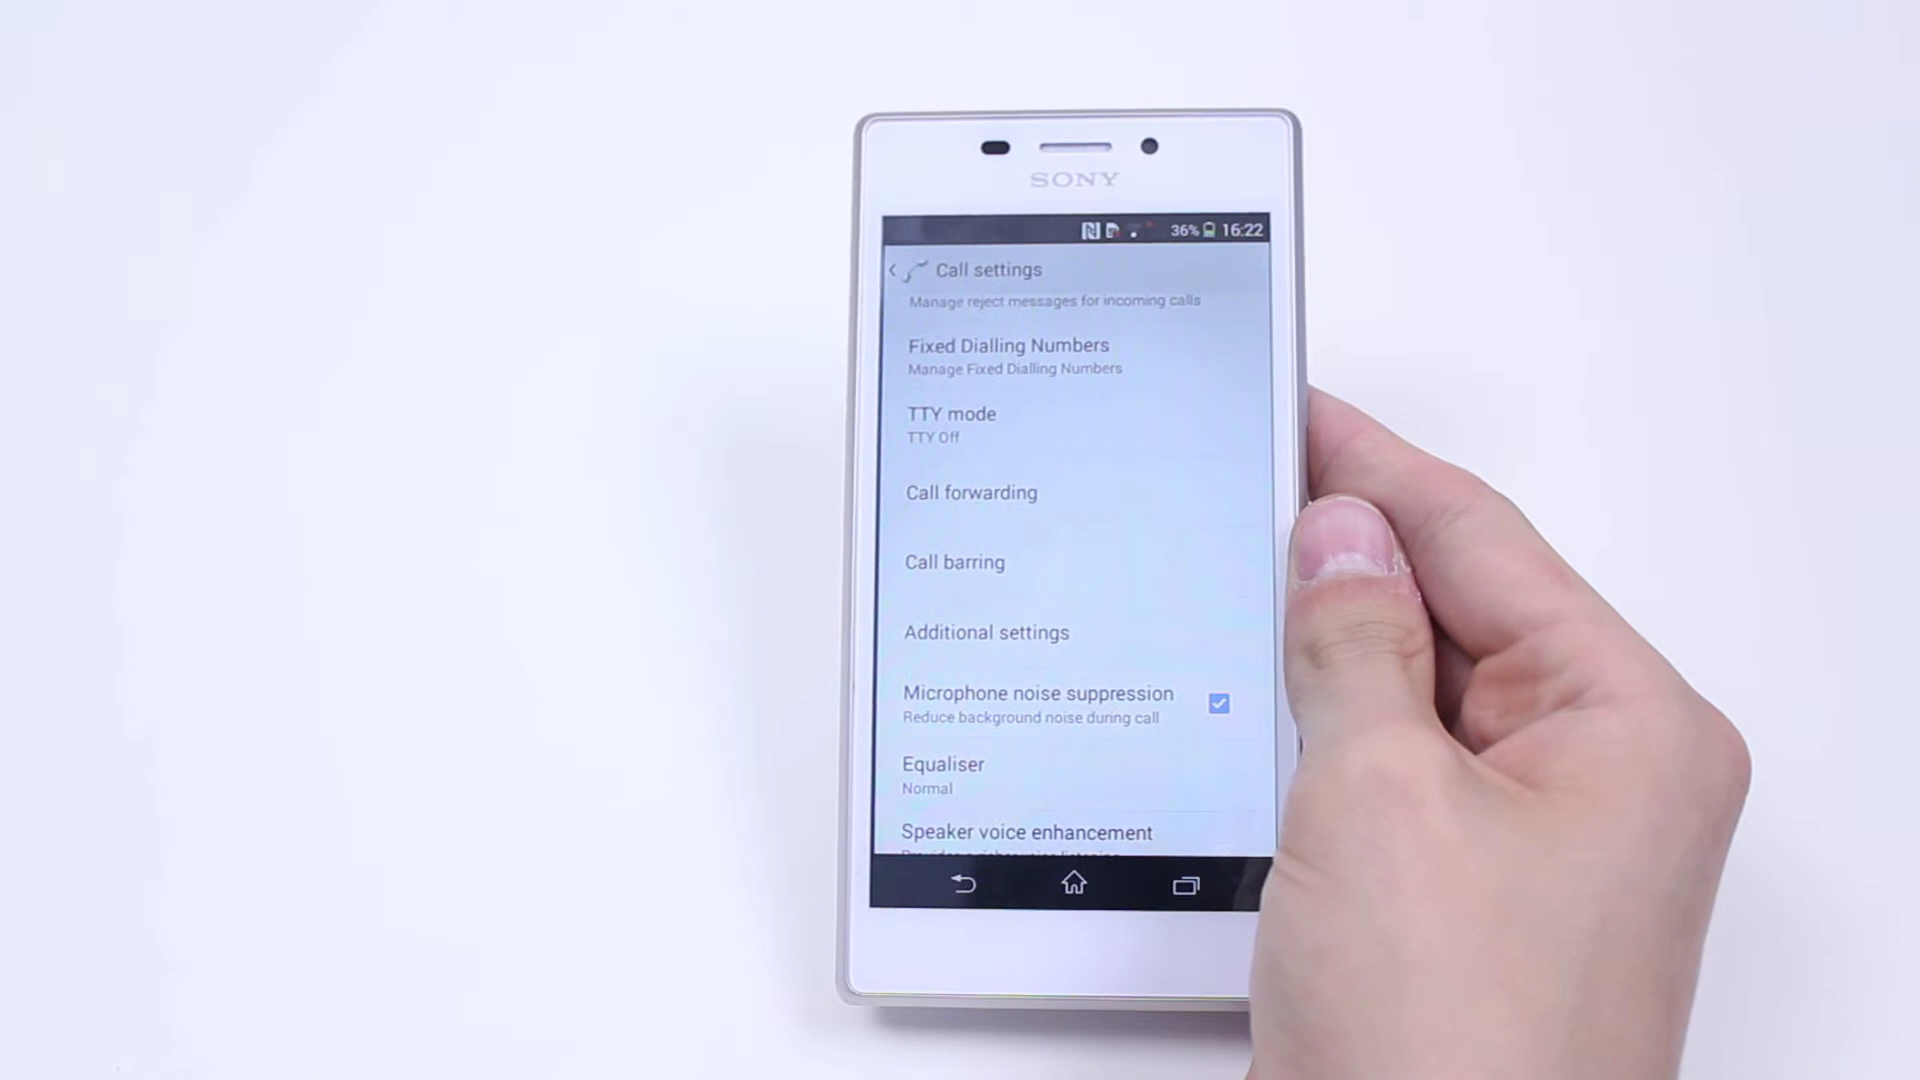 SONY
36% 16:22
Call settings
Manage reject messages for incoming calls
Fixed Dialling Numbers
Manage Fixed Dialling Numbers
TTY mode
TTY Off
Call forwarding
Call barring
Additional settings
Microphone noise suppression
Reduce background noise during call
Equaliser
Normal
Speaker voice enhancement